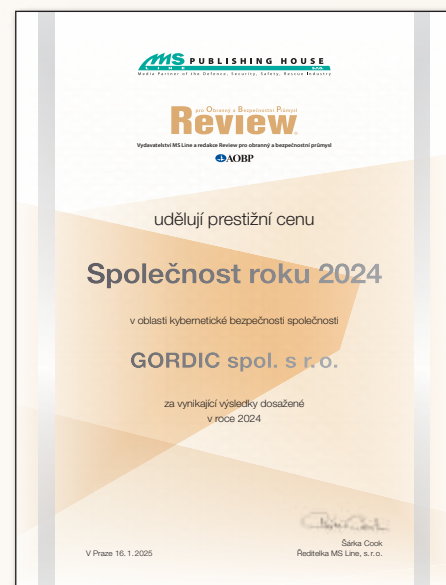 MS PUBLISHING HOUSE
LINE s.r.o.
Media Partner of the Defence, Security, Safety, Rescue Industry
pro Obranný a Bezpečnostní Průmysl
Review
Vydavatelství MS Line a redakce Review pro obranný a bezpečnostní průmysl
AOBP
udělují prestižní cenu
Společnost roku 2024
v oblasti kybernetické bezpečnosti společnosti
GORDIC spol. s r. o.
za vynikající výsledky dosažené
v roce 2024
Šárka Cook
V Praze 16. 1. 2025
Ředitelka MS Line, s. r. o.